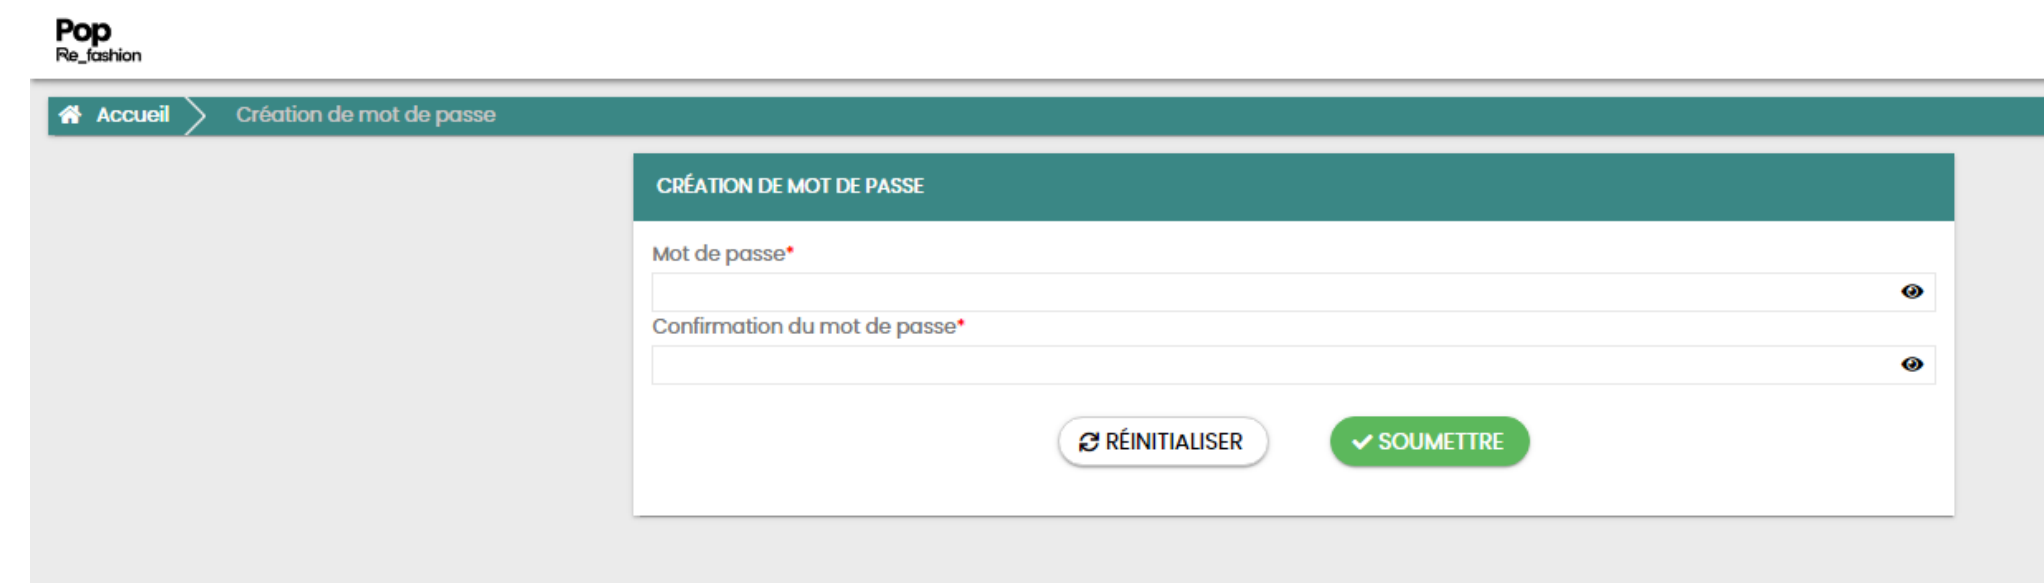 Pop
Re_fashion
Accueil
Création de mot de passe
CRÉATION DE MOT DE PASSE
Mot de passe*
Confirmation du mot de passe*
RÉINITIALISER
SOUMETTRE